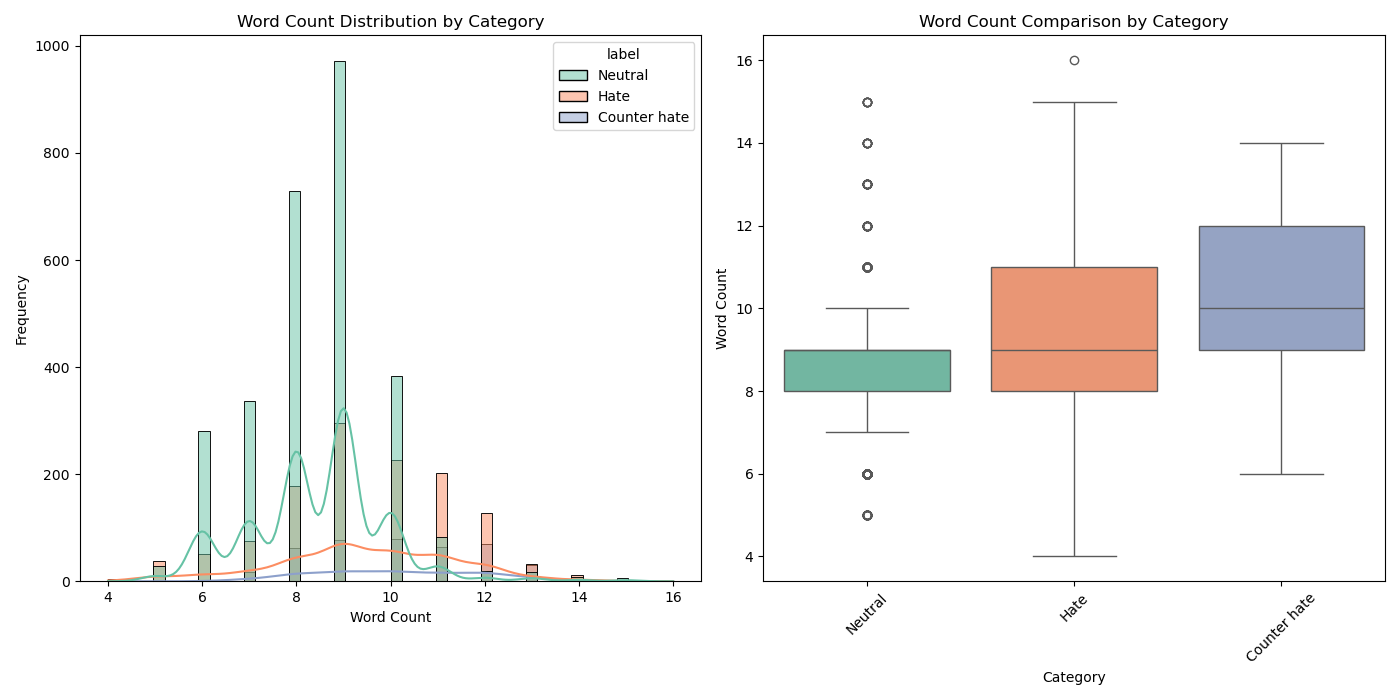 Word Count Distribution by Category
1000
800
600
400
200
0
Frequency
4 6 8 10 12 14 16
Word Count
label
Neutral
Hate
Counter hate
Word Count Comparison by Category
16
14
12
10
8
6
4
Word Count
Neutral
Hate
Counter hate
Category